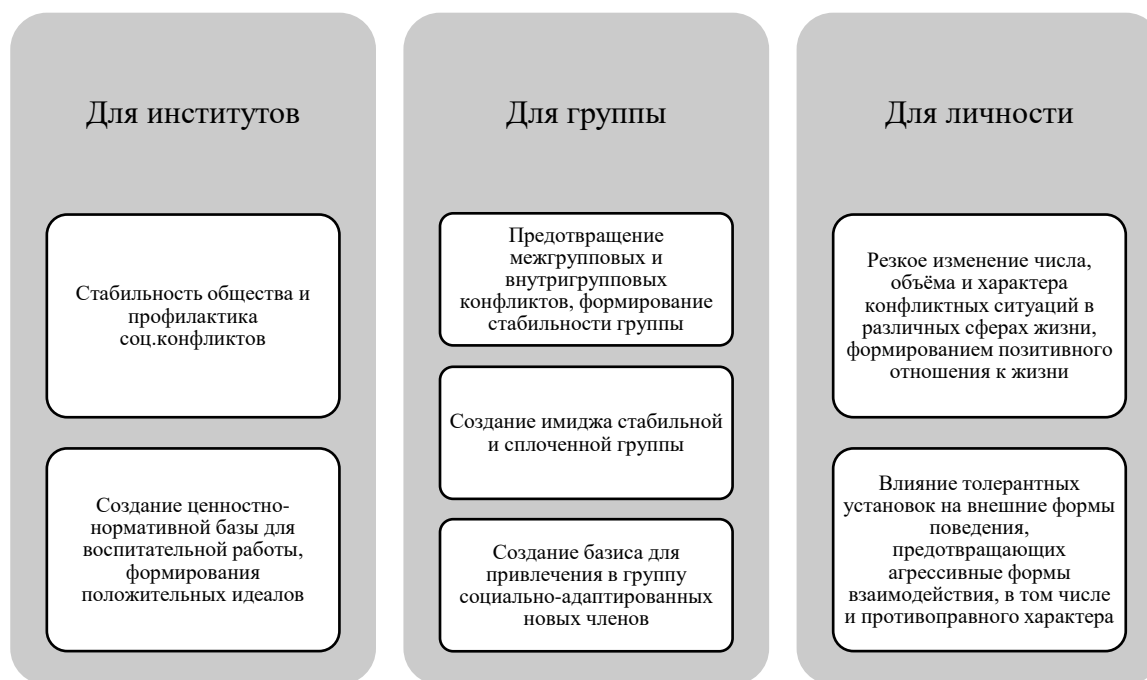 Для институтов
Стабильность общества и
профилактика
соц.конфликтов
Создание ценностно-
нормативной базы для
воспитательной работы,
формирования
положительных идеалов
Для группы
Предотвращение
межгрупповых и
внутригрупповых
конфликтов, формирование
стабильности группы
Создание имиджа стабильной
и сплоченной группы
Создание базиса для
привлечения в группу
социально-адаптированных
новых членов
Для личности
Резкое изменение числа,
объёма и характера
конфликтных ситуаций в
различных сферах жизни,
формированием позитивного
отношения к жизни
Влияние толерантных
установок на внешние формы
поведения,
предотвращающих
агрессивные формы
взаимодействия, в том числе
и противоправного характера